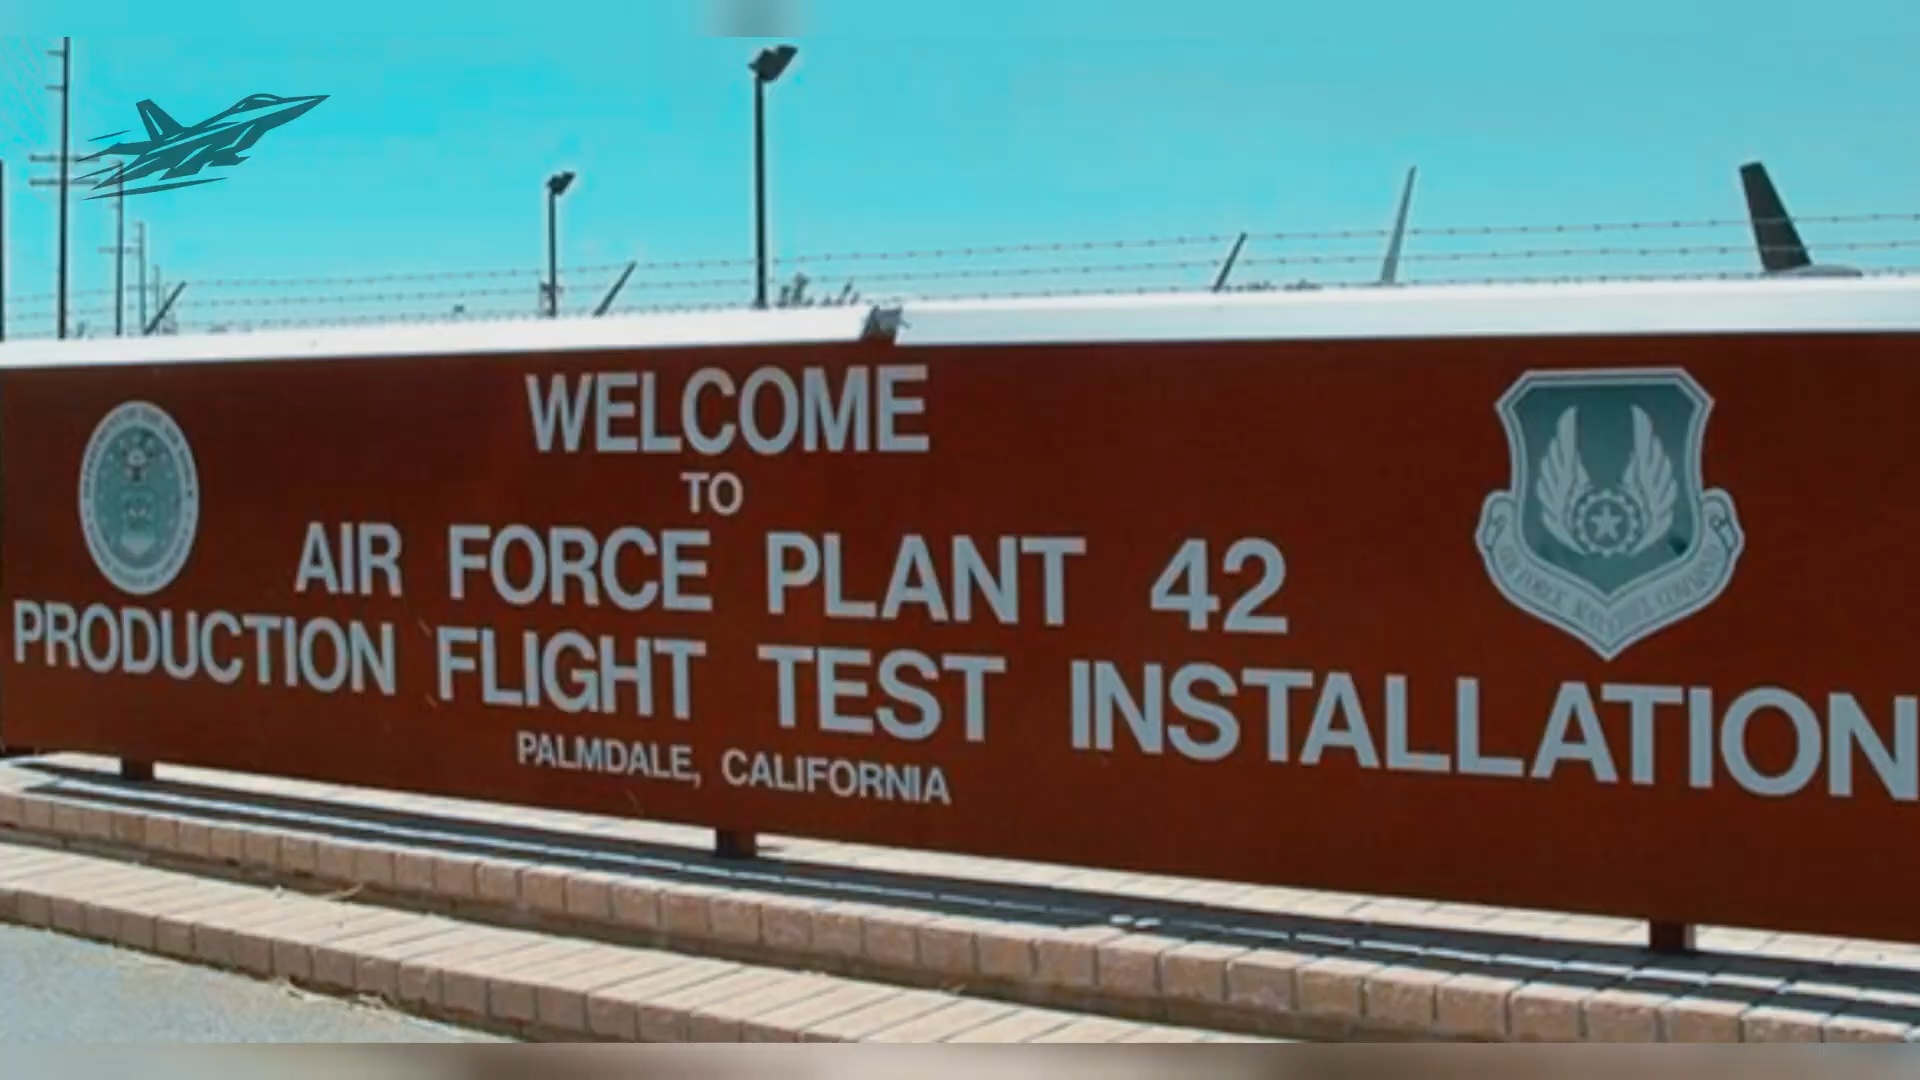 WELCOME
TO
AIR FORCE PLANT 42
PRODUCTION FLIGHT TEST INSTALLATION
PALMDALE, CALIFORNIA